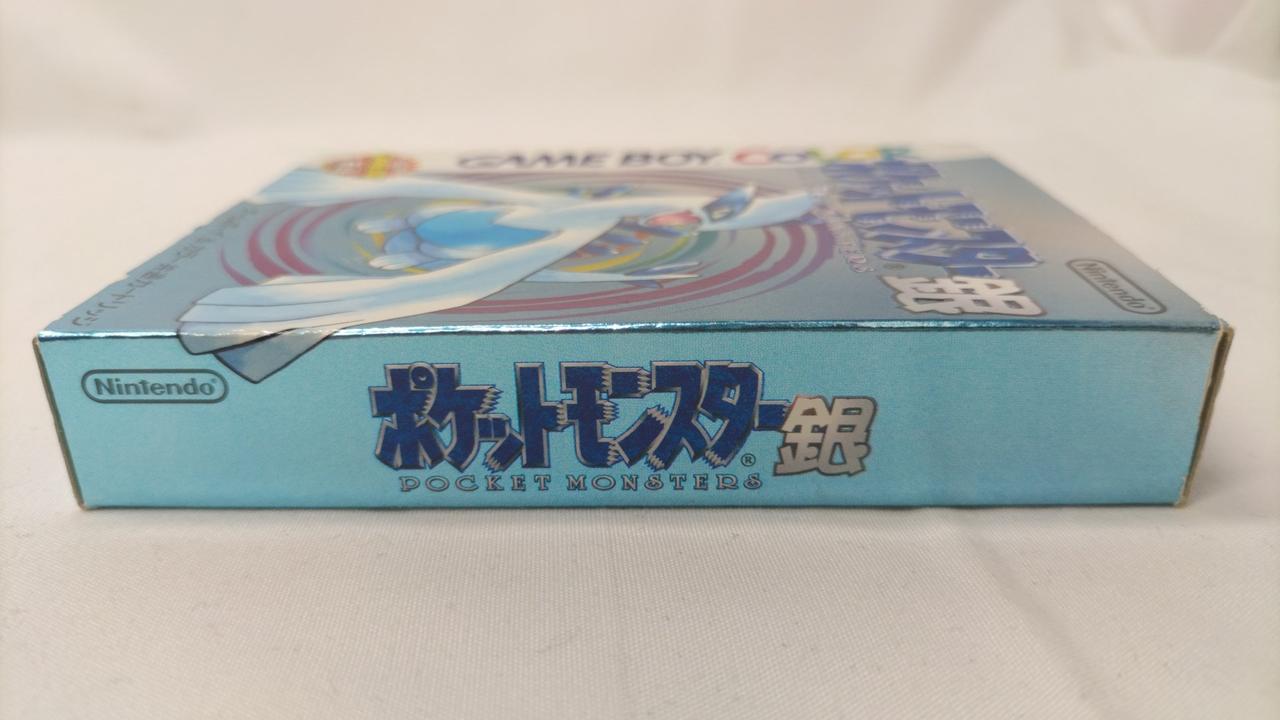 GAME BOY COLOR
ポケットモンスター
銀
Nintendo
Nintendo®
ポケットモンスター銀
®
POCKET MONSTERS